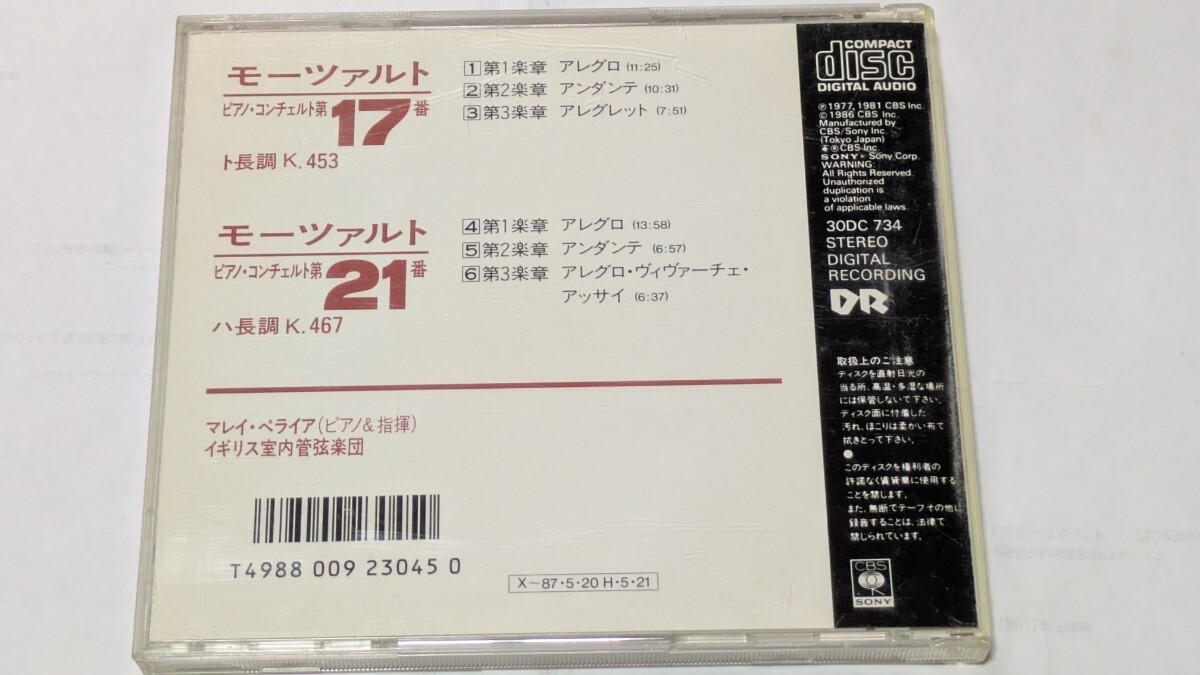 モーツァルト
ピアノ・コンチェルト第17番
ト長調 K. 453
1 第1楽章 アレグロ (11:25)
2 第2楽章 アンダンテ (10:31)
3 第3楽章 アレグレット (7:51)
モーツァルト
ピアノ・コンチェルト第21番
ハ長調 K. 467
4 第1楽章 アレグロ (13:58)
5 第2楽章 アンダンテ (6:57)
6 第3楽章 アレグロ・ヴィヴァーチェ・
アッサイ (6:37)
マレイ・ペライア(ピアノ&指揮)
イギリス室内管弦楽団
T4988 009 23045 0
X～87・5・20 H・5・21
COMPACT
disc
DIGITAL AUDIO
Ⓟ1977, 1981 CBS Inc.
© 1986 CBS Inc.
Manufactured by
CBS/Sony Inc.
(Tokyo Japan)
®CBS Inc.
SONY® Sony Corp.
WARNING:
All Rights Reserved.
Unauthorized
duplication is
a violation
of applicable laws.
30DC 734
STEREO
DIGITAL
RECORDING
DR
取扱上のご注意
ディスクを直射日光の
当る所、高温・多湿な場所
には保管しないで下さい。
ディスク面に付着した
汚れ、ほこりは柔かい布で
拭きとって下さい。
●
このディスクを権利者の
許諾なく賃貸業に使用する
ことを禁じます。
また、無断でテープその他に
録音することは、法律で
禁じられています。
CBS
SONY